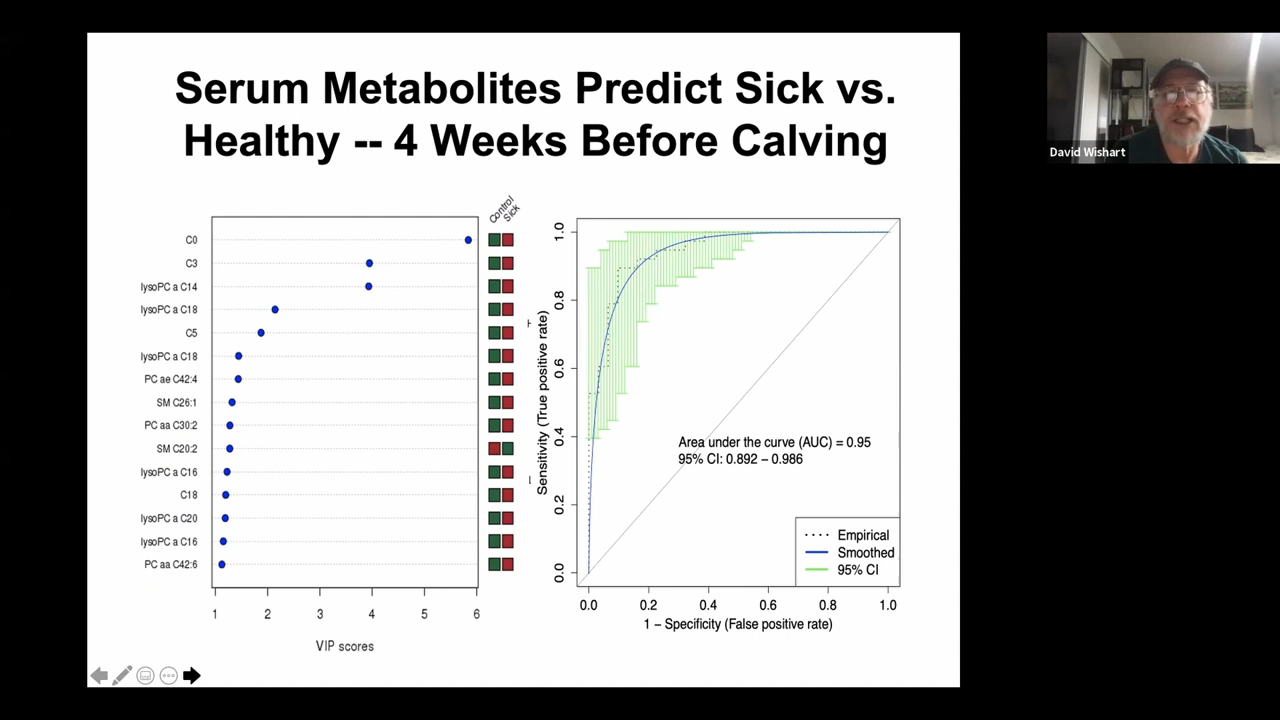 Serum Metabolites Predict Sick vs.
Healthy -- 4 Weeks Before Calving
David Wishart
Control
Sick
C0
C3
lysoPC a C14
lysoPC a C18
C5
lysoPC a C18
PC ae C42:4
SM C26:1
PC aa C30:2
SM C20:2
lysoPC a C16
C18
lysoPC a C20
lysoPC a C16
PC aa C42:6
1 2 3 4 5 6
VIP scores
Sensitivity (True positive rate)
1.0
0.8
0.6
0.4
0.2
0.0
Area under the curve (AUC) = 0.95
95% CI: 0.892 – 0.986
Empirical
Smoothed
95% CI
0.0 0.2 0.4 0.6 0.8 1.0
1 – Specificity (False positive rate)